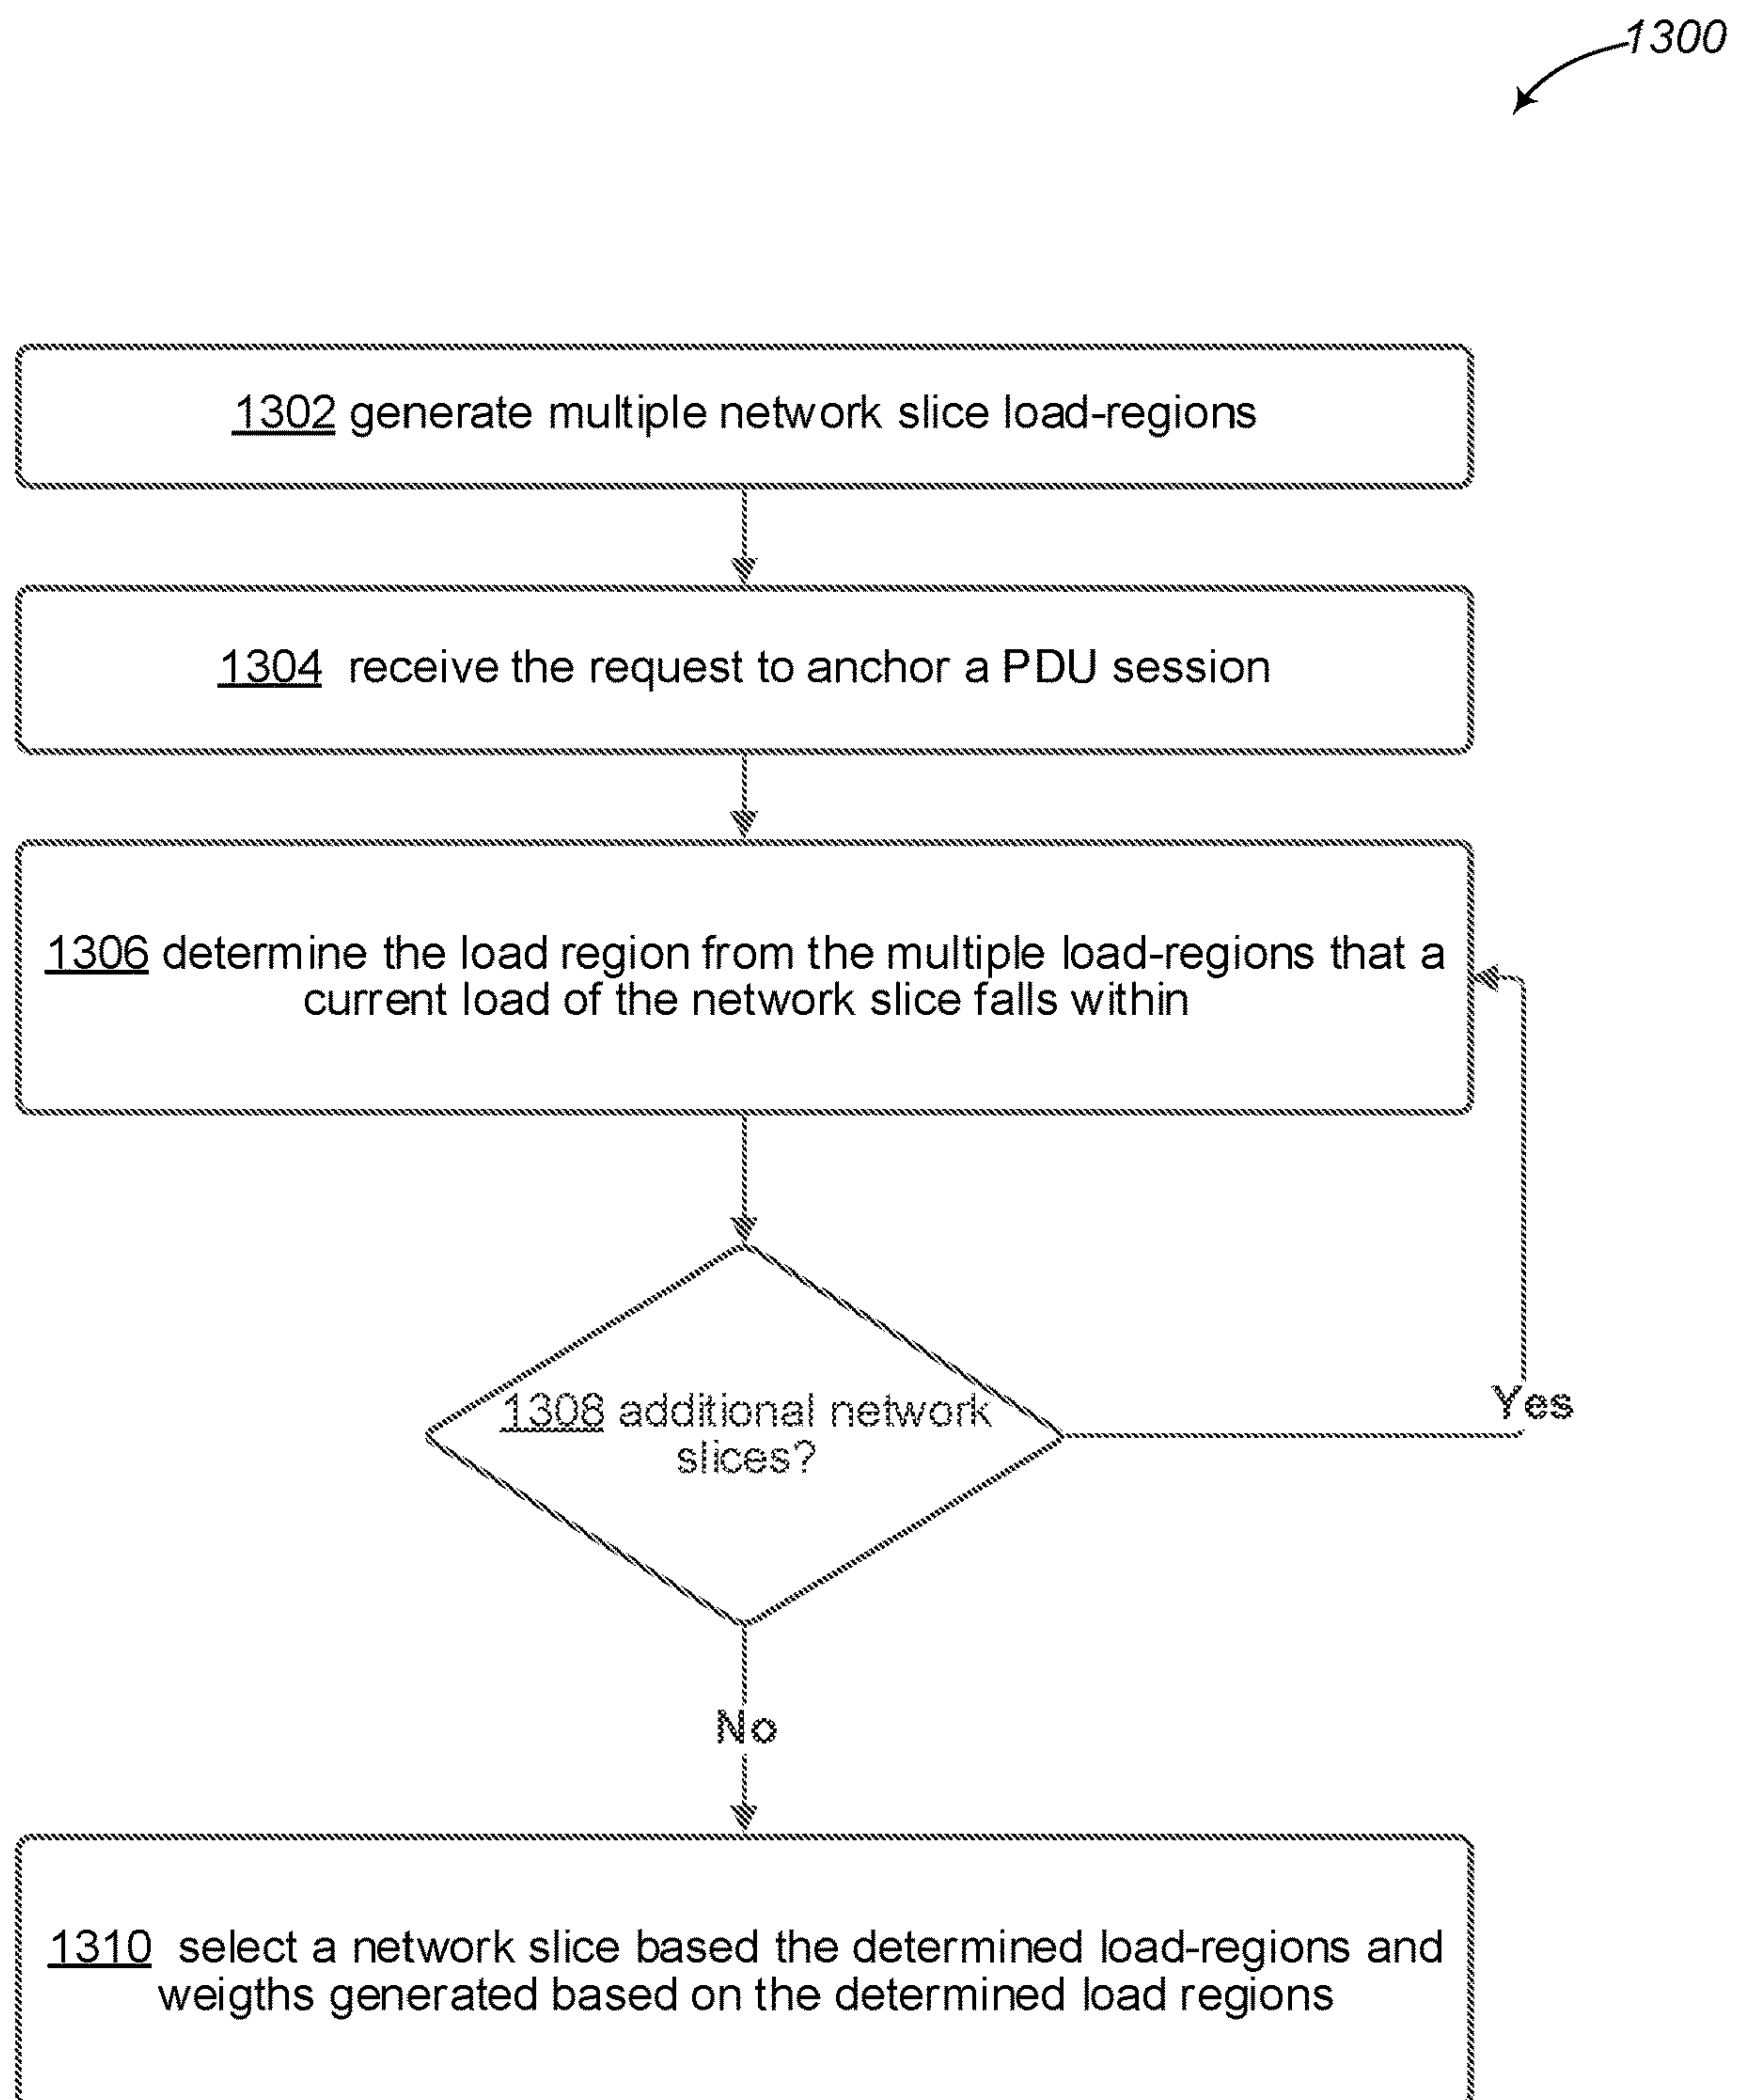 1300
1302 generate multiple network slice load-regions
1304 receive the request to anchor a PDU session
1306 determine the load region from the multiple load-regions that a
current load of the network slice falls within
1308 additional network
slices?
Yes
No
1310 select a network slice based the determined load-regions and
weigths generated based on the determined load regions